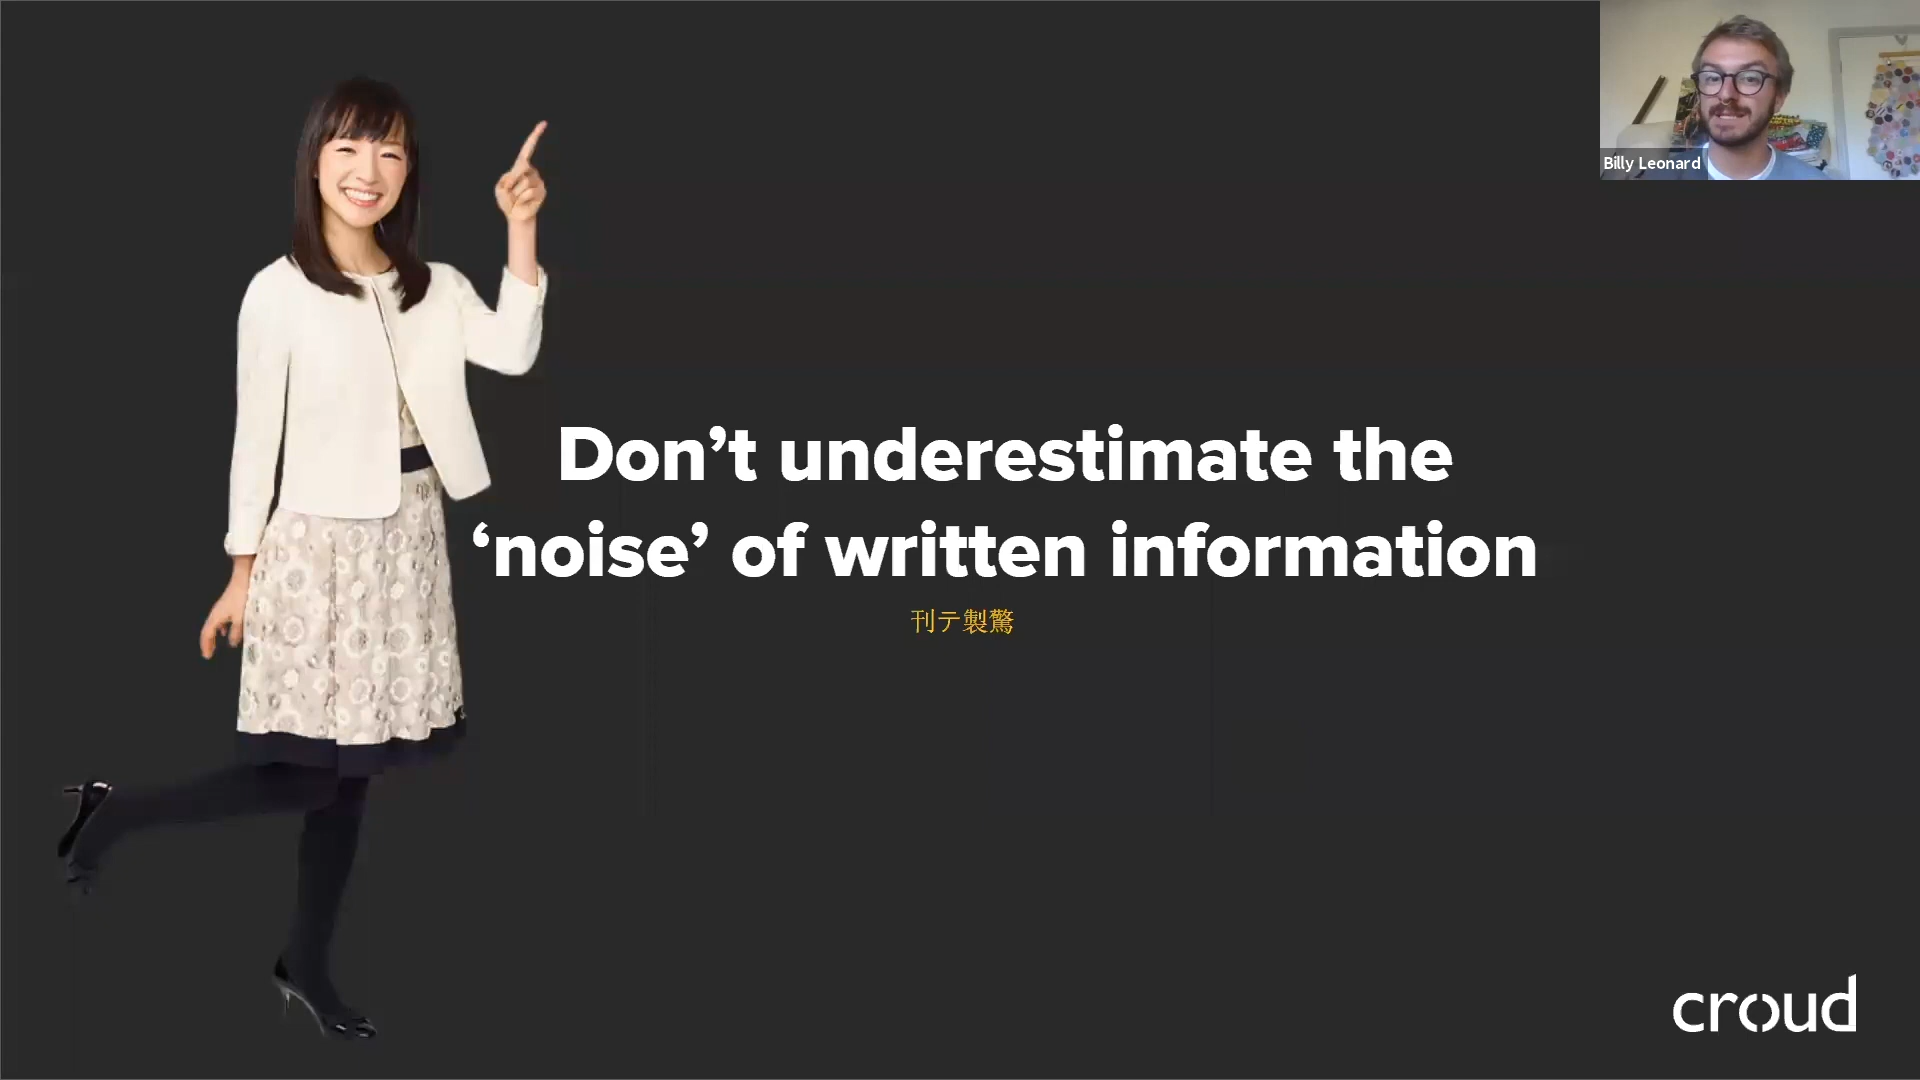 Billy Leonard
Don’t underestimate the
‘noise’ of written information
刊テ製驚
croud